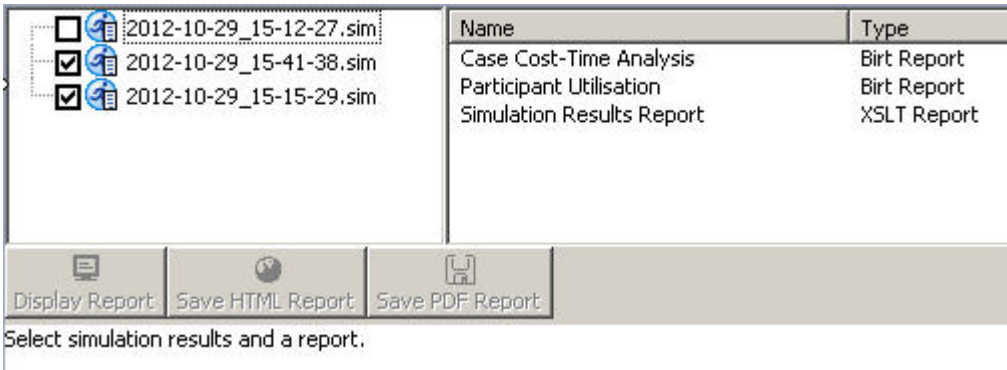 2012-10-29_15-12-27.sim
2012-10-29_15-41-38.sim
2012-10-29_15-15-29.sim
Name Type
Case Cost-Time Analysis Birt Report
Participant Utilisation Birt Report
Simulation Results Report XSLT Report
Display Report Save HTML Report Save PDF Report
Select simulation results and a report.